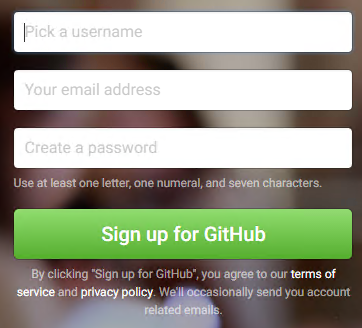 Pick a username
Your email address
Create a password
Use at least one letter, one numeral, and seven characters.
Sign up for GitHub
By clicking "Sign up for GitHub", you agree to our terms of
service and privacy policy. We'll occasionally send you account
related emails.